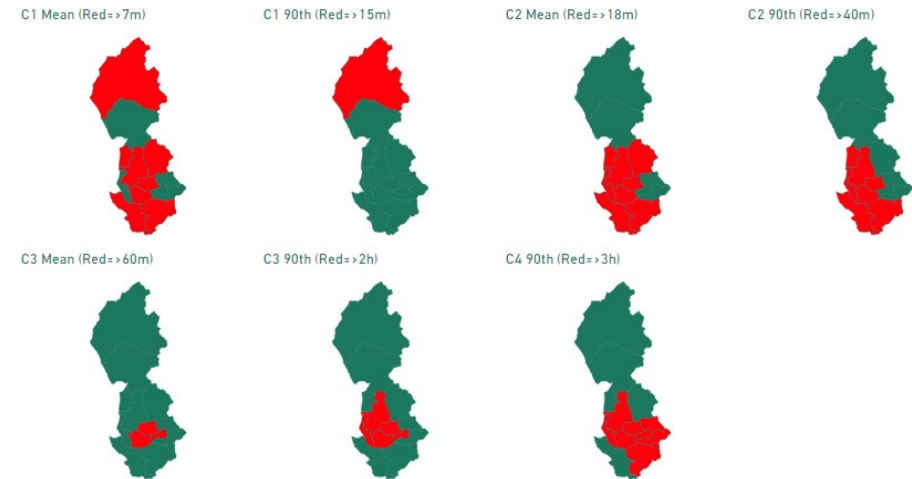 C1 Mean (Red=>7m)
C1 90th (Red=>15m)
C2 Mean (Red=>18m)
C2 90th (Red=>40m)
C3 Mean (Red=>60m)
C3 90th (Red=>2h)
C4 90th (Red=>3h)